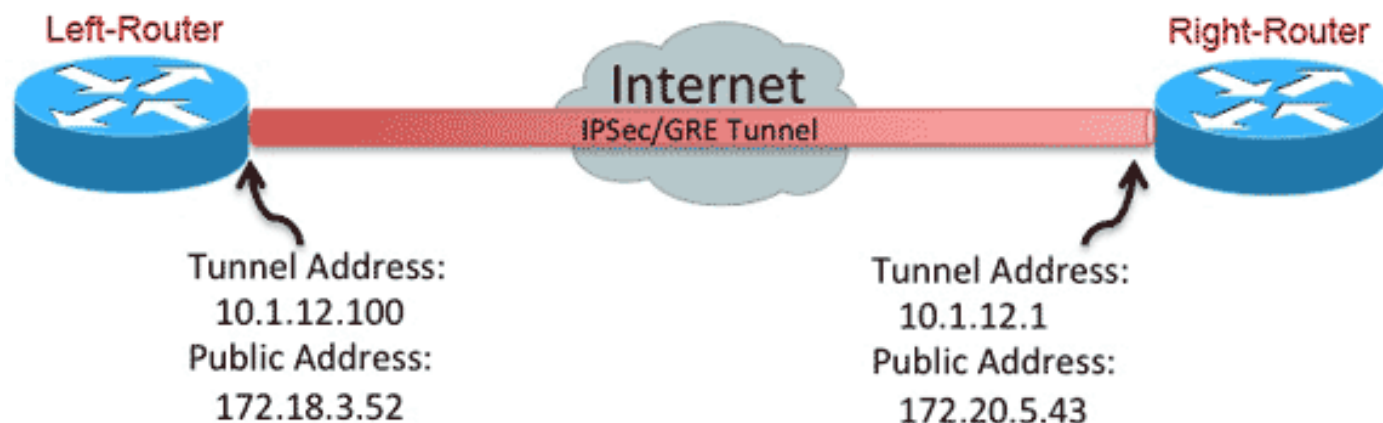 Left-Router
Right-Router
Internet
IPSec/GRE Tunnel
Tunnel Address:
10.1.12.100
Public Address:
172.18.3.52
Tunnel Address:
10.1.12.1
Public Address:
172.20.5.43